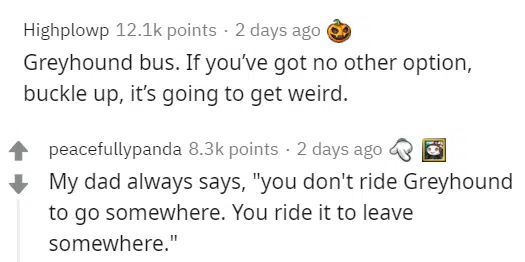 Highplowp 12.1k points · 2 days ago
Greyhound bus. If you’ve got no other option,
buckle up, it’s going to get weird.
peacefullypanda 8.3k points · 2 days ago
My dad always says, "you don't ride Greyhound
to go somewhere. You ride it to leave
somewhere."